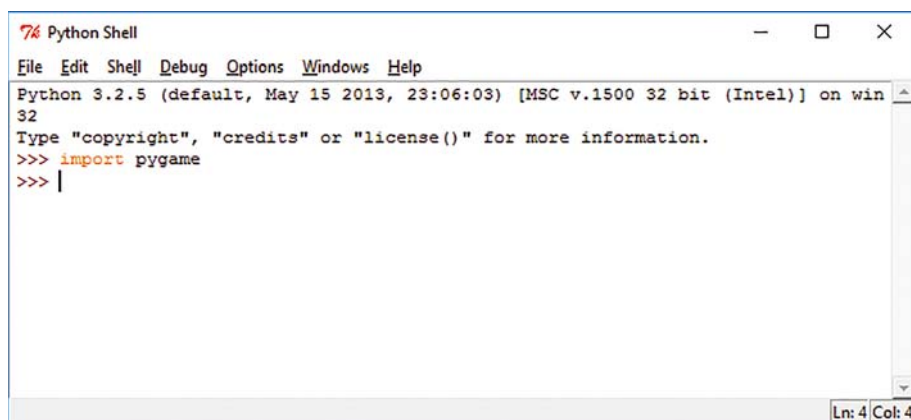 Python Shell
File Edit Shell Debug Options Windows Help
Python 3.2.5 (default, May 15 2013, 23:06:03) [MSC v.1500 32 bit (Intel)] on win
32
Type "copyright", "credits" or "license()" for more information.
>>> import pygame
>>>
Ln: 4 Col: 4